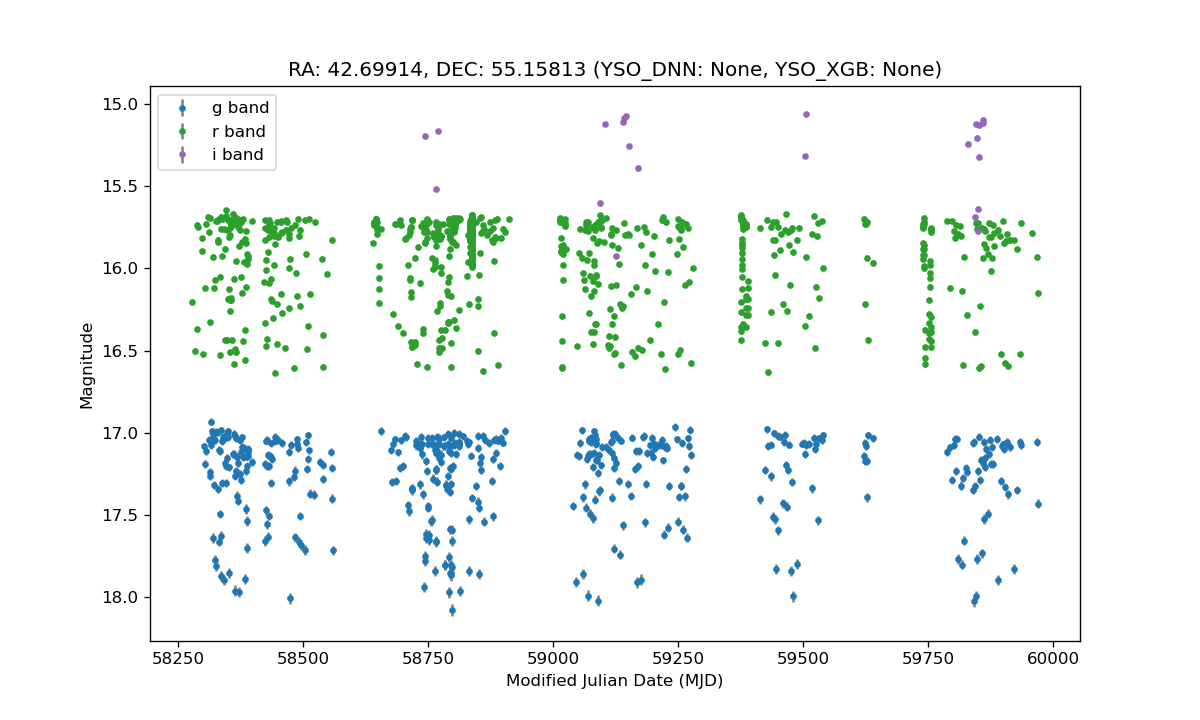 RA: 42.69914, DEC: 55.15813 (YSO_DNN: None, YSO_XGB: None)
g band
r band
i band
15.0
15.5
16.0
16.5
17.0
17.5
18.0
Magnitude
58250
58500
58750
59000
59250
59500
59750
60000
Modified Julian Date (MJD)